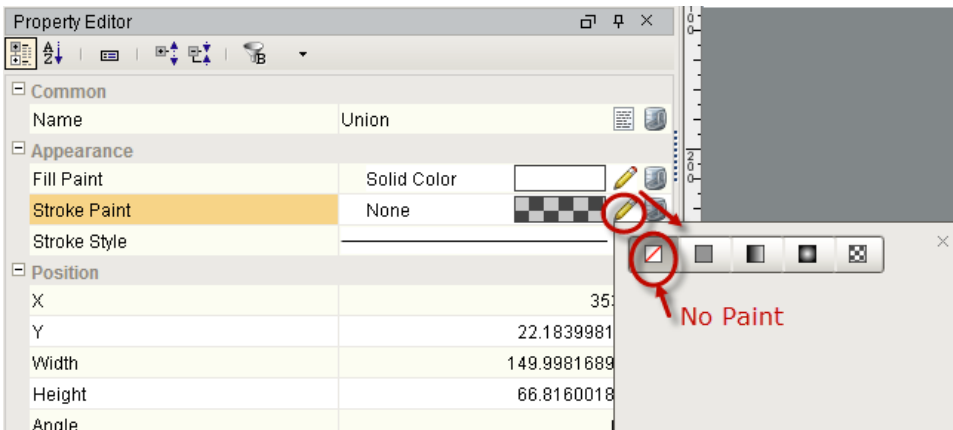 Property Editor
Common
Name Union
Appearance
Fill Paint Solid Color
Stroke Paint None
Stroke Style
Position
X 35
Y 22.1839981
Width 149.9981689
Height 66.8160018
Angle
No Paint